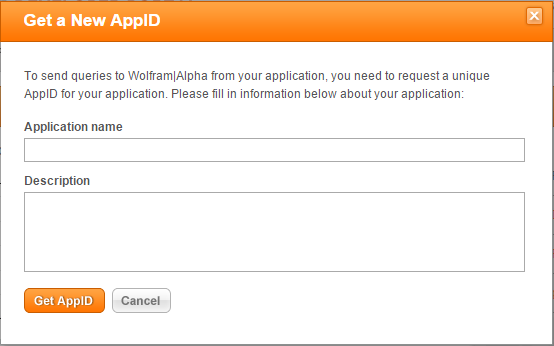 Get a New AppID
To send queries to Wolfram|Alpha from your application, you need to request a unique
AppID for your application. Please fill in information below about your application:
Application name
Description
Get AppID
Cancel